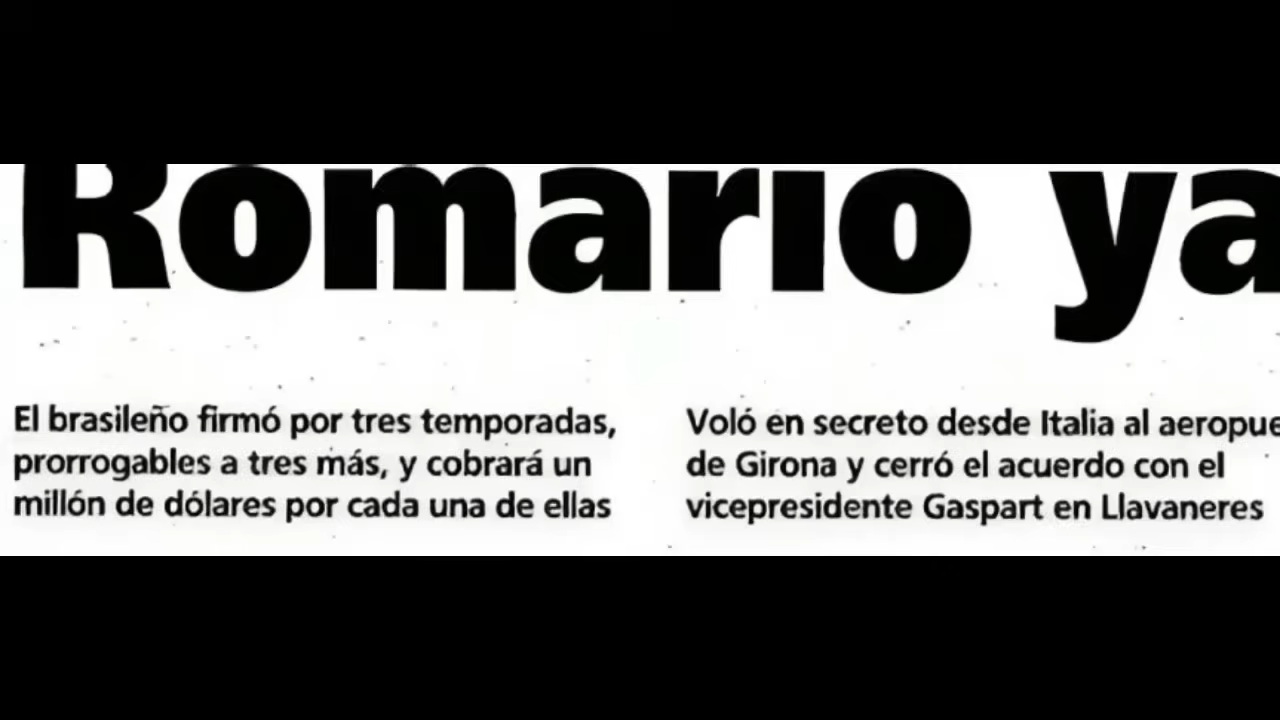 Romario ya
El brasileño firmó por tres temporadas,
prorrogables a tres más, y cobrará un
millón de dólares por cada una de ellas
Voló en secreto desde Italia al aeropue
de Girona y cerró el acuerdo con el
vicepresidente Gaspart en Llavaneres